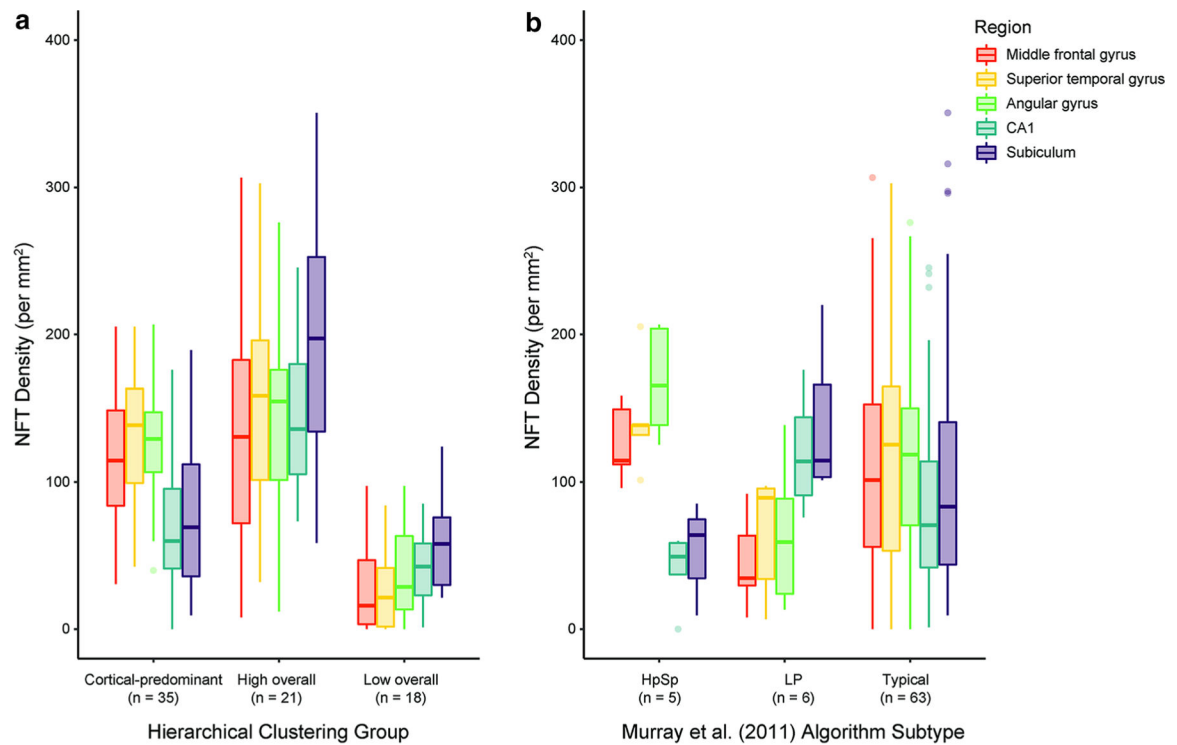 a
NFT Density (per mm²)
400
300
200
100
0
Cortical-predominant
(n = 35)
High overall
(n = 21)
Low overall
(n = 18)
Hierarchical Clustering Group
b
NFT Density (per mm²)
400
300
200
100
0
HpSp
(n = 5)
LP
(n = 6)
Typical
(n = 63)
Murray et al. (2011) Algorithm Subtype
Region
Middle frontal gyrus
Superior temporal gyrus
Angular gyrus
CA1
Subiculum